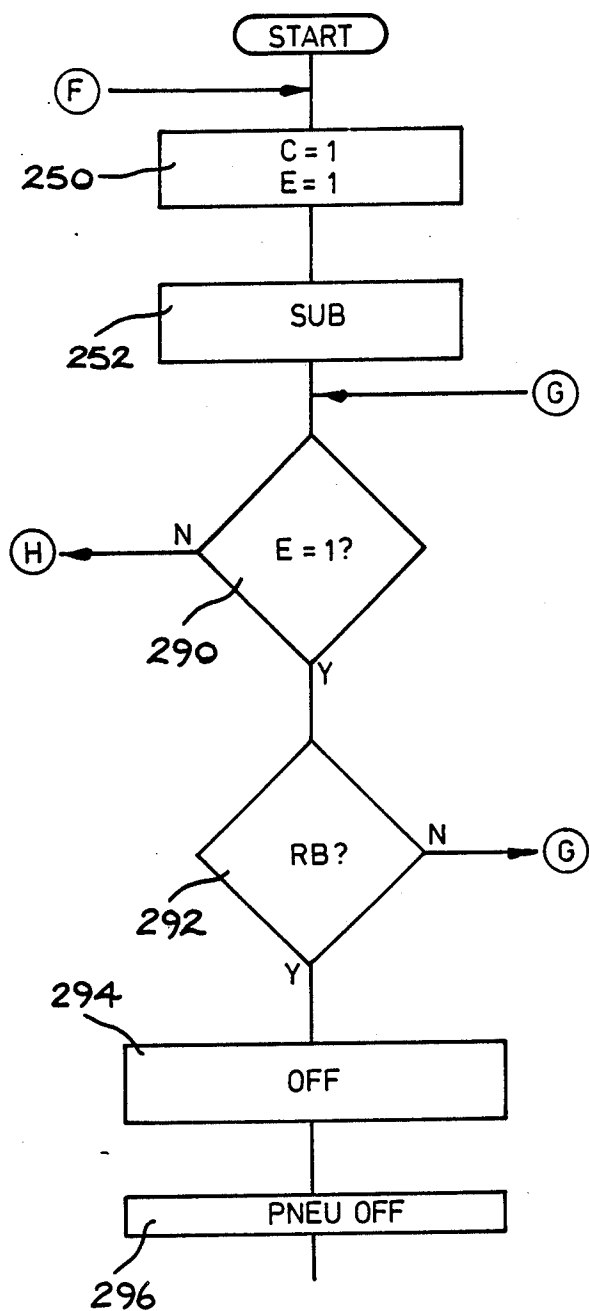 START
F
C = 1
E = 1
250
SUB
252
G
N
E = 1?
H
290
Y
N
RB?
G
292
Y
294
OFF
PNEU OFF
296